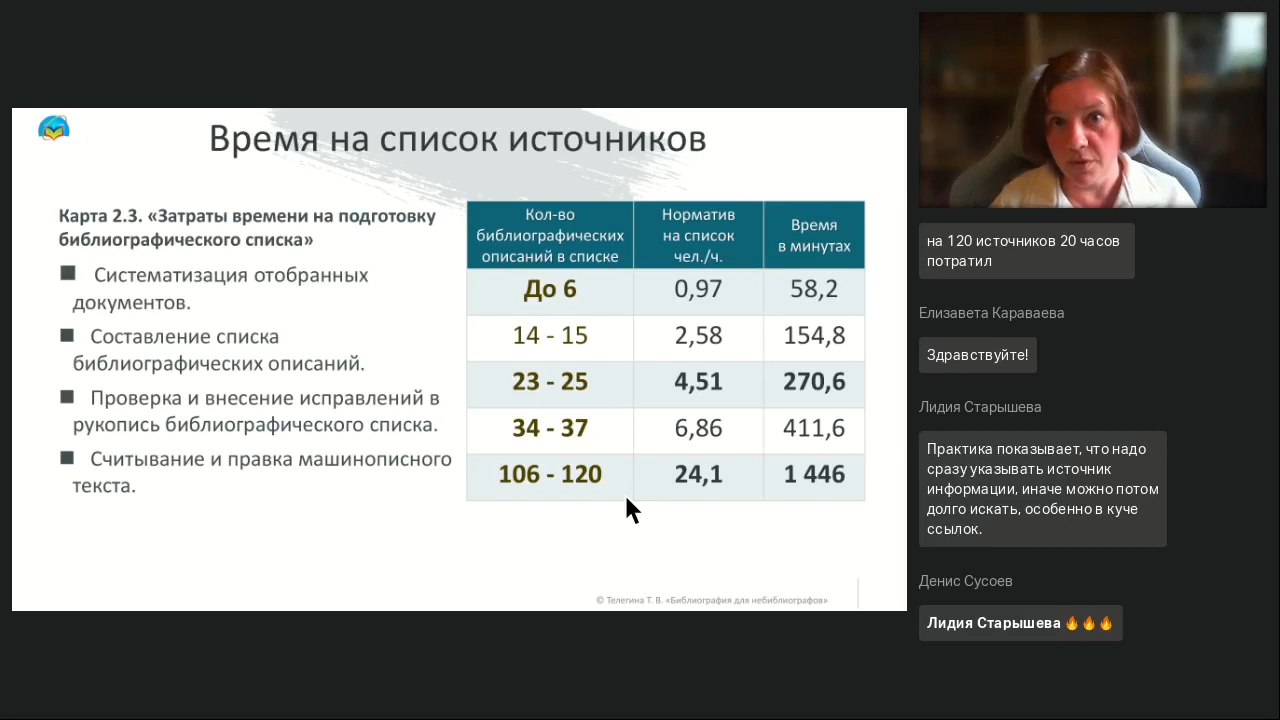 Время на список источников
Карта 2.3. «Затраты времени на подготовку
библиографического списка»
Систематизация отобранных
документов.
Составление списка
библиографических описаний.
Проверка и внесение исправлений в
рукопись библиографического списка.
Считывание и правка машинописного
текста.
Кол-во
библиографических
описаний в списке
Норматив
на список
чел./ч.
Время
в минутах
До 6 0,97 58,2
14 - 15 2,58 154,8
23 - 25 4,51 270,6
34 - 37 6,86 411,6
106 - 120 24,1 1 446
© Телегина Т. В. «Библиография для небиблиографов»
на 120 источников 20 часов
потратил
Елизавета Караваева
Здравствуйте!
Лидия Старышева
Практика показывает, что надо
сразу указывать источник
информации, иначе можно потом
долго искать, особенно в куче
ссылок.
Денис Сусоев
Лидия Старышева 🔥🔥🔥